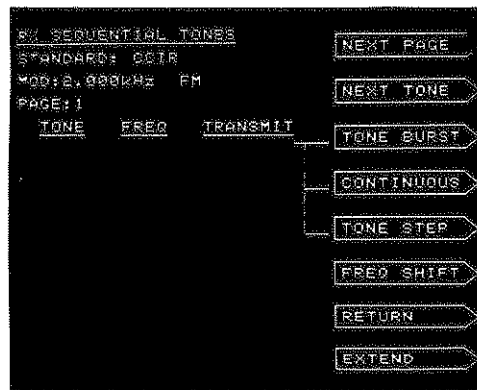 RX SEQUENTIAL TONES
STANDARD: CCIR
MOD:2.000kHz FM
PAGE:1
TONE FREQ TRANSMIT
NEXT PAGE
NEXT TONE
TONE BURST
CONTINUOUS
TONE STEP
FREQ SHIFT
RETURN
EXTEND